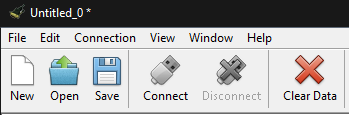 Untitled_0 *
File Edit Connection View Window Help
New Open Save Connect Disconnect Clear Data